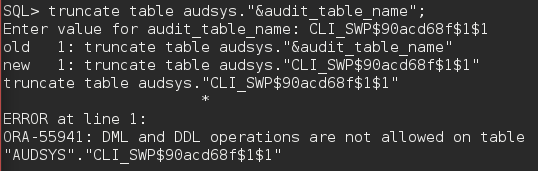 SQL> truncate table audsys."&audit_table_name";
Enter value for audit_table_name: CLI_SWP$90acd68f$1$1
old   1: truncate table audsys."&audit_table_name"
new   1: truncate table audsys."CLI_SWP$90acd68f$1$1"
truncate table audsys."CLI_SWP$90acd68f$1$1"
                      *
ERROR at line 1:
ORA-55941: DML and DDL operations are not allowed on table
"AUDSYS"."CLI_SWP$90acd68f$1$1"